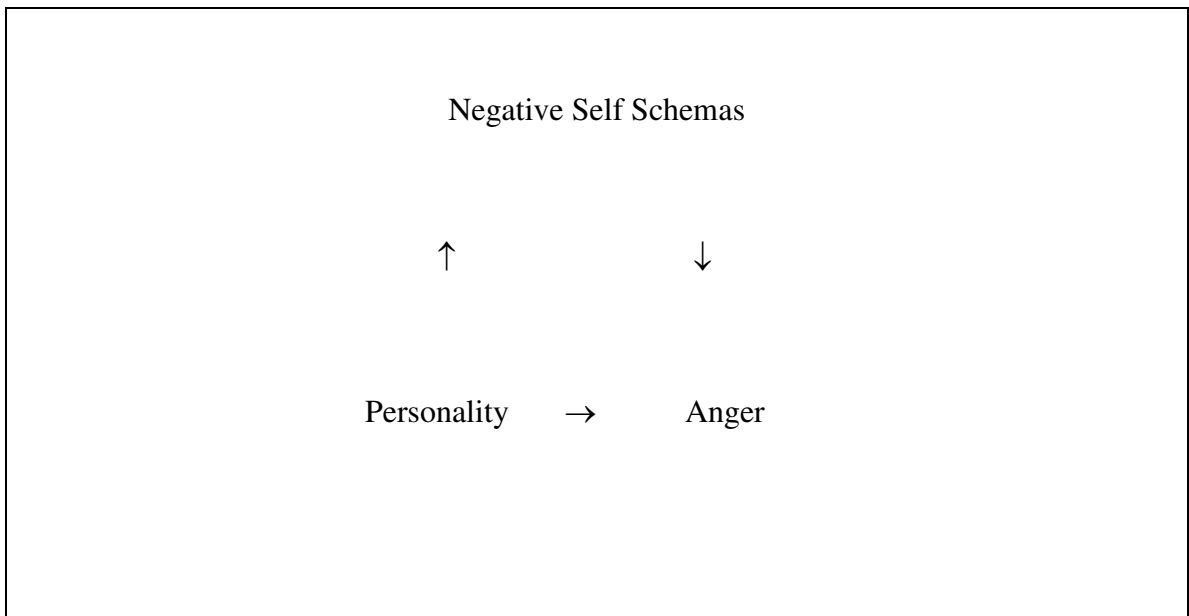 Negative Self Schemas
↑ ↓
Personality → Anger